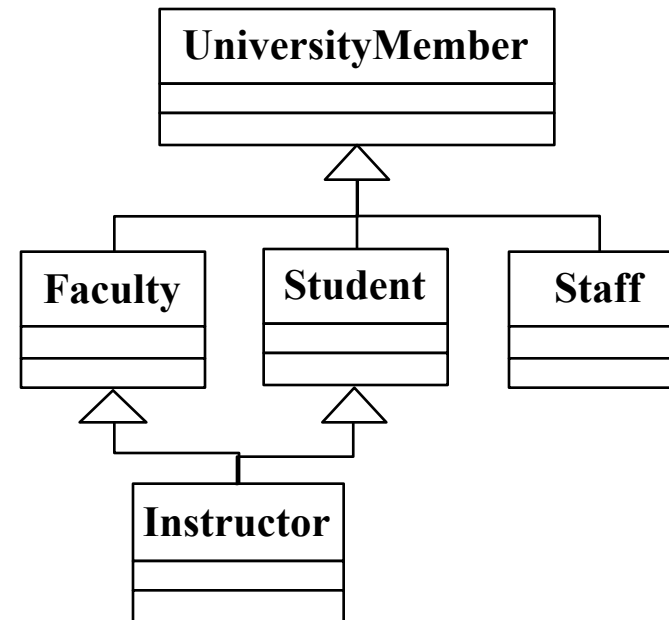 UniversityMember
Faculty
Student
Staff
Instructor